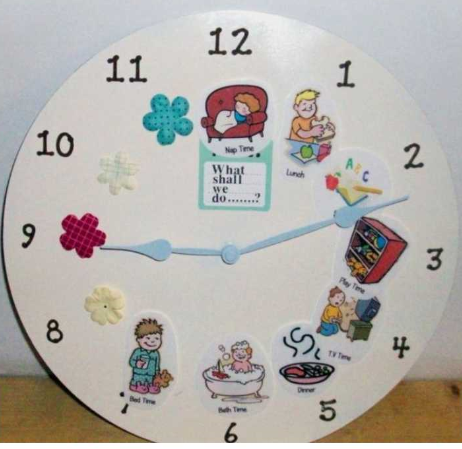 12
11
1
10
2
Nap Time
Lunch
A B C
What
shall
we
do........?
9
3
Play Time
8
4
TV Time
Dinner
Bed Time
Bath Time
7
5
6